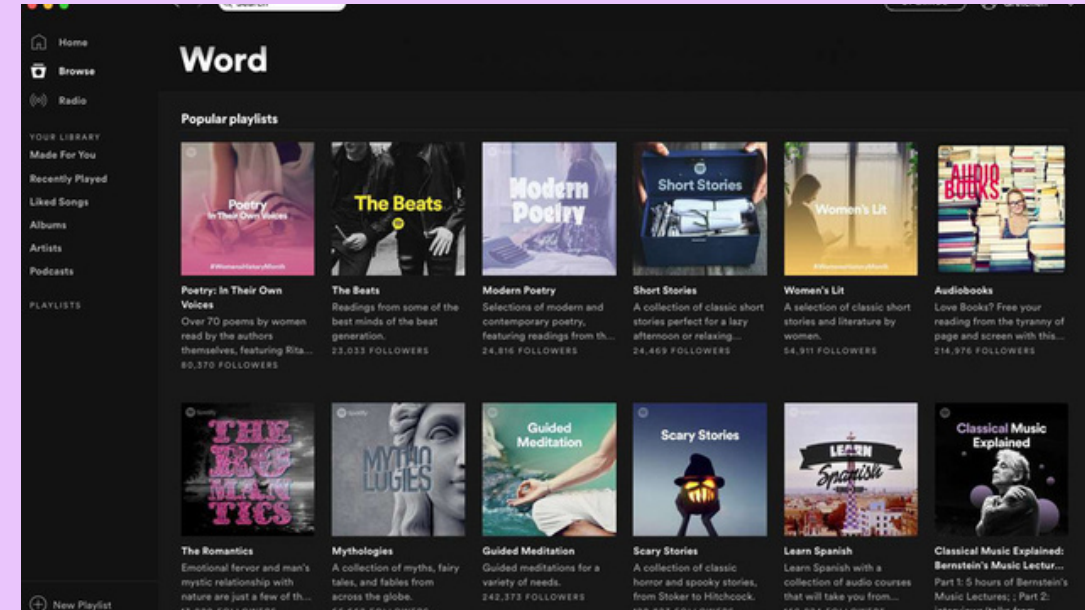 Search
Home
Browse
Radio
YOUR LIBRARY
Made For You
Recently Played
Liked Songs
Albums
Artists
Podcasts
PLAYLISTS
New Playlist
Word
Popular playlists
Poetry
In Their Own Voices
#WomensHistoryMonth
The Beats
Modern
Poetry
Short Stories
Women's Lit
#WomensHistoryMonth
AUDIO
BOOKS
Poetry: In Their Own
Voices
Over 70 poems by women
read by the authors
themselves, featuring Rita...
80,370 FOLLOWERS
The Beats
Readings from some of the
best minds of the beat
generation.
23,033 FOLLOWERS
Modern Poetry
Selections of modern and
contemporary poetry,
featuring readings from th...
24,816 FOLLOWERS
Short Stories
A collection of classic short
stories perfect for a lazy
afternoon or relaxing...
24,469 FOLLOWERS
Women's Lit
A selection of classic short
stories and literature by
women.
54,911 FOLLOWERS
Audiobooks
Love Books? Free your
reading from the tyranny of
page and screen with this...
214,976 FOLLOWERS
Spotify
THE
RO
MAN
TICS
Spotify
MYTHO
LOGIES
Guided
Meditation
Scary Stories
Spotify
LEARN
Spanish
Classical Music
Explained
The Romantics
Emotional fervor and man's
mystic relationship with
nature are just a few of th...
Mythologies
A collection of myths, fairy
tales, and fables from
across the globe.
Guided Meditation
Guided meditations for a
variety of needs.
242,373 FOLLOWERS
Scary Stories
A collection of classic
horror and spooky stories,
from Stoker to Hitchcock.
Learn Spanish
Learn Spanish with a
collection of audio courses
that will take you from...
Classical Music Explained:
Bernstein's Music Lectur...
Part 1: 5 hours of Bernstein's
Music Lectures; ; Part 2: